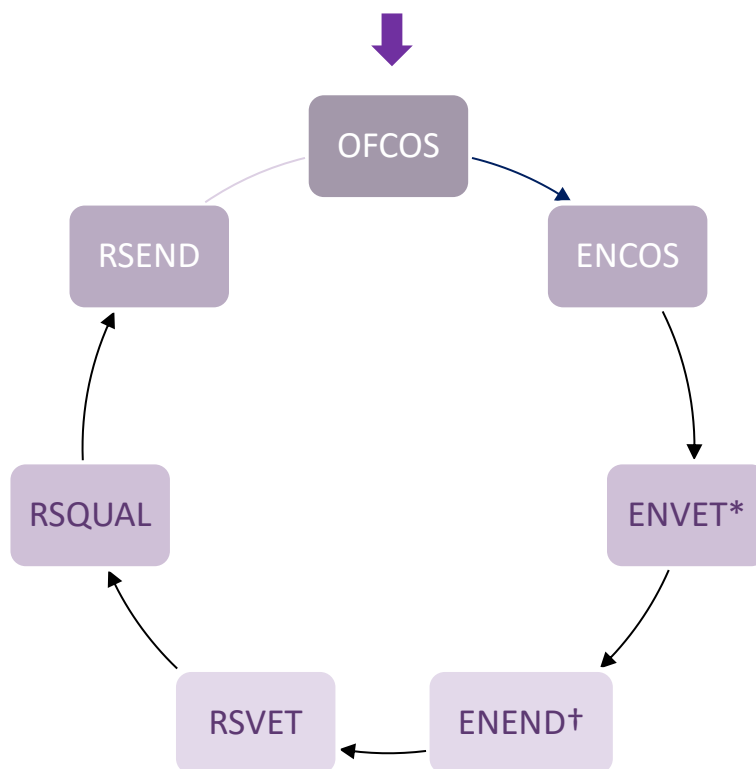 OFCOS
ENCOS
ENVET*
ENEND†
RSVET
RSQUAL
RSEND